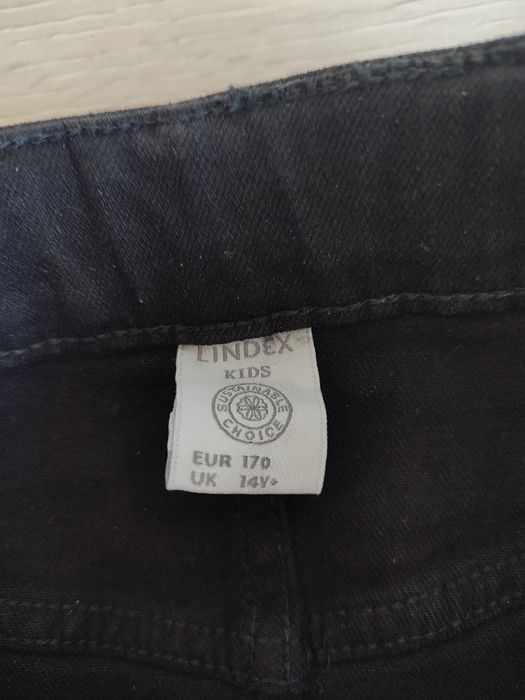 LINDEX
KIDS
SUSTAINABLE
CHOICE
EUR 170
UK 14Y+